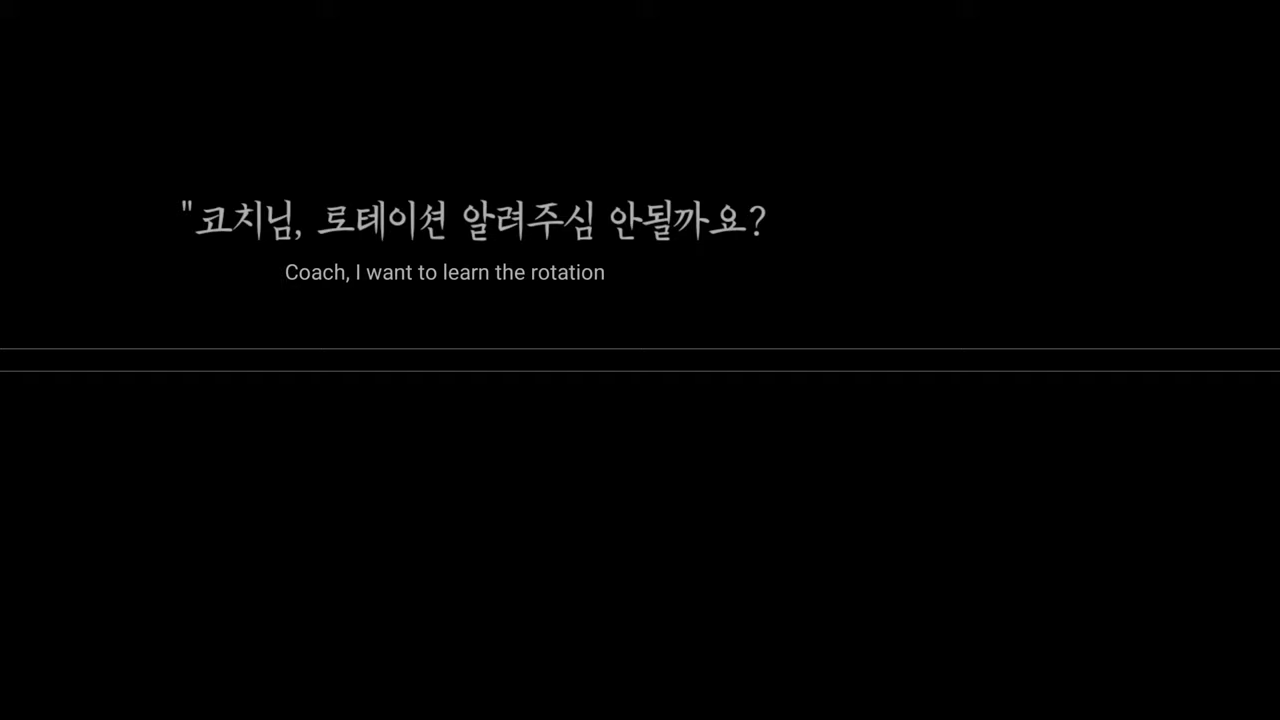 "코치님, 로테이션 알려주심 안될까요?
Coach, I want to learn the rotation